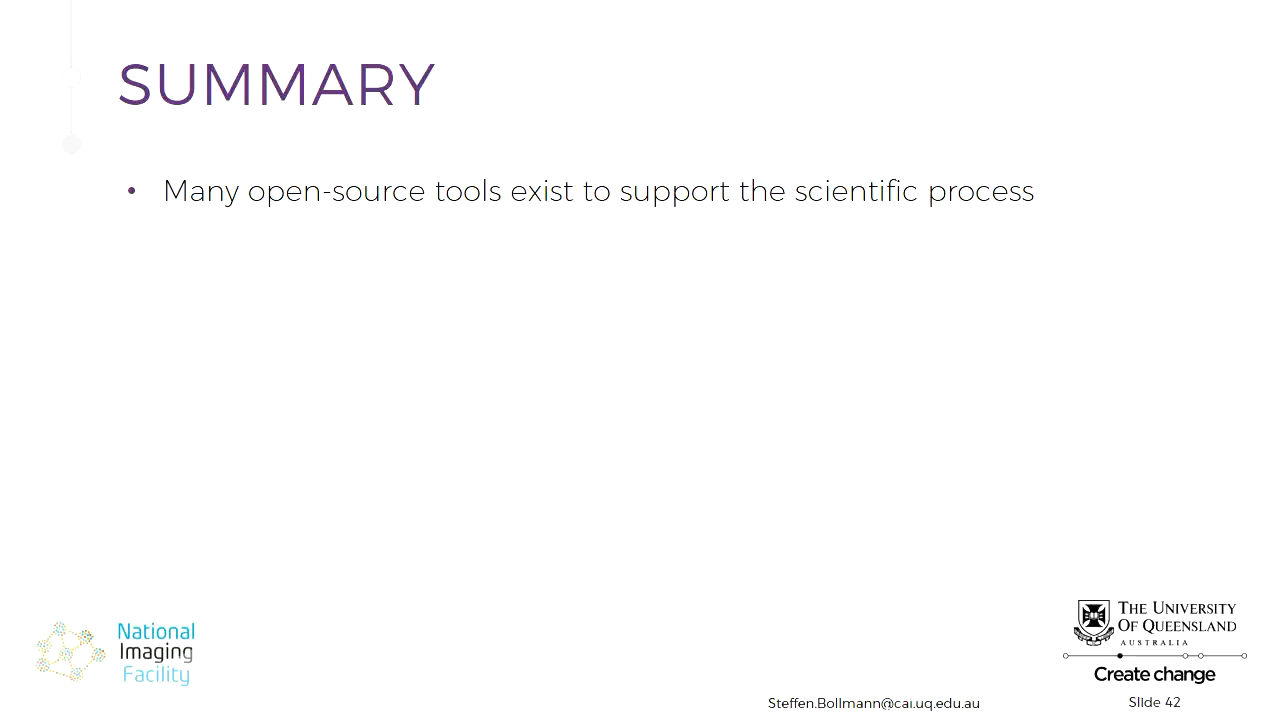 SUMMARY
• Many open-source tools exist to support the scientific process
National
Imaging
Facility
THE UNIVERSITY
OF QUEENSLAND
AUSTRALIA
Create change
Steffen.Bollmann@cai.uq.edu.au
Slide 42